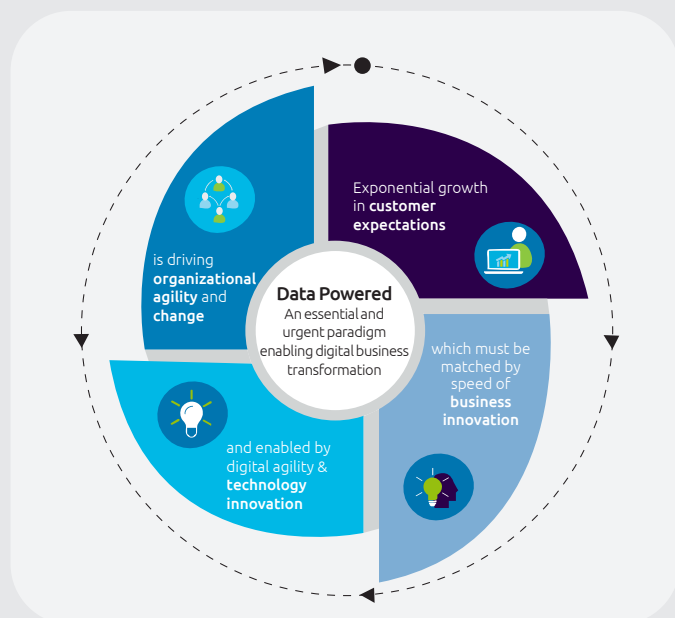 Exponential growth
in customer
expectations
which must be
matched by
speed of
business
innovation
and enabled by
digital agility &
technology
innovation
is driving
organizational
agility and
change
Data Powered
An essential and
urgent paradigm
enabling digital business
transformation